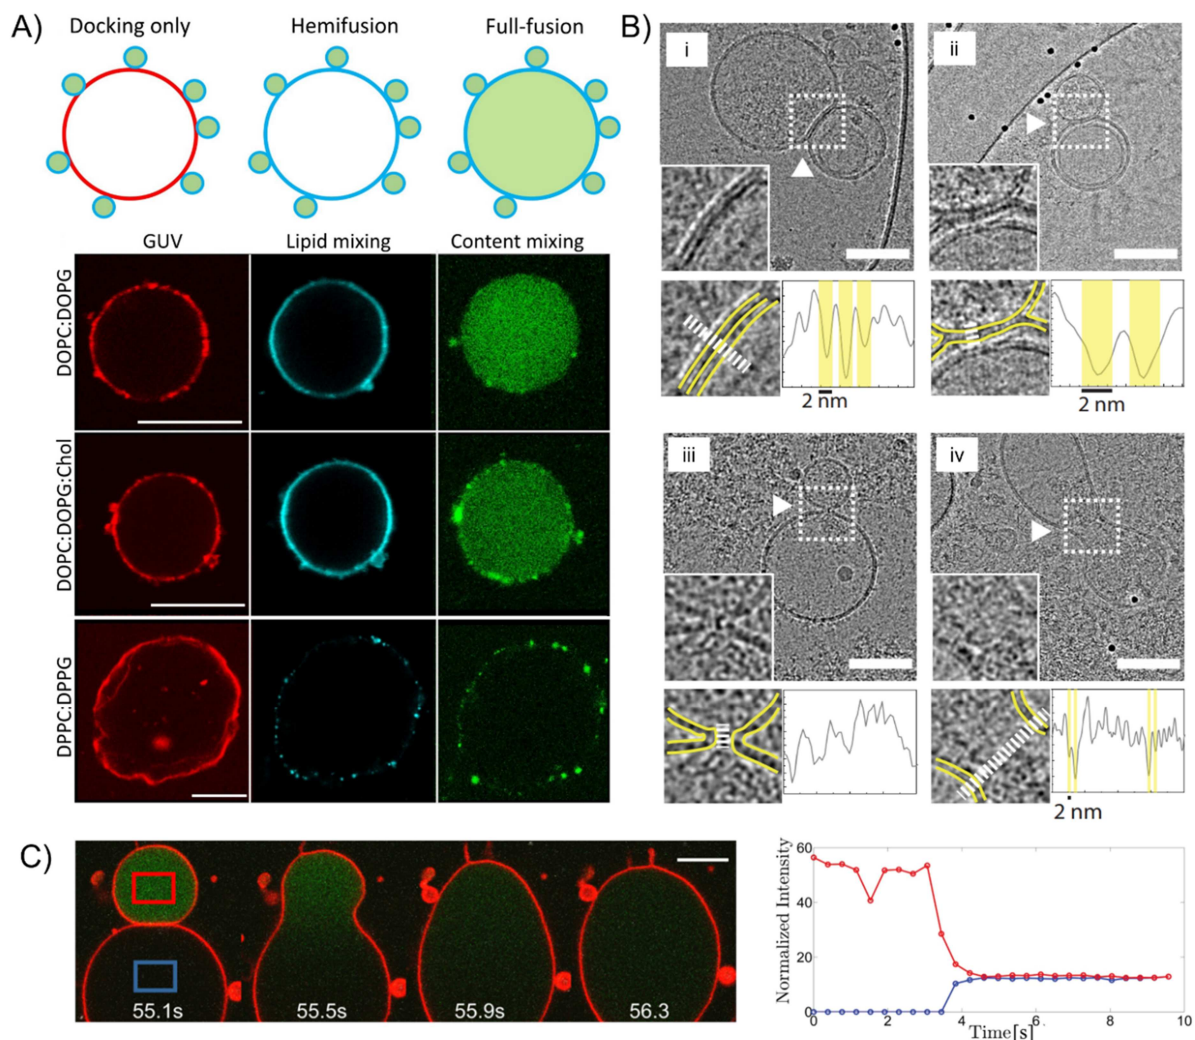 A)
Docking only
Hemifusion
Full-fusion
GUV
Lipid mixing
Content mixing
DOPC:DOPG
DOPC:DOPG:Chol
DPPC:DPPG
B)
i
ii
2 nm
2 nm
iii
iv
2 nm
C)
55.1s
55.5s
55.9s
56.3
Normalized Intensity
60
40
20
0
0
2
4
6
8
10
Time[s]